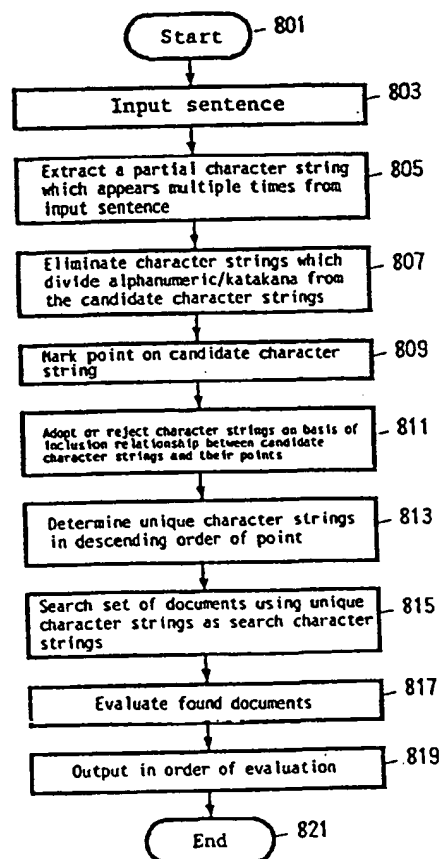 Start
801
Input sentence
803
Extract a partial character string
which appears multiple times from
input sentence
805
Eliminate character strings which
divide alphanumeric/katakana from
the candidate character strings
807
Mark point on candidate character
string
809
Adopt or reject character strings on basis of
inclusion relationship between candidate
character strings and their points
811
Determine unique character strings
in descending order of point
813
Search set of documents using unique
character strings as search character
strings
815
Evaluate found documents
817
Output in order of evaluation
819
End
821